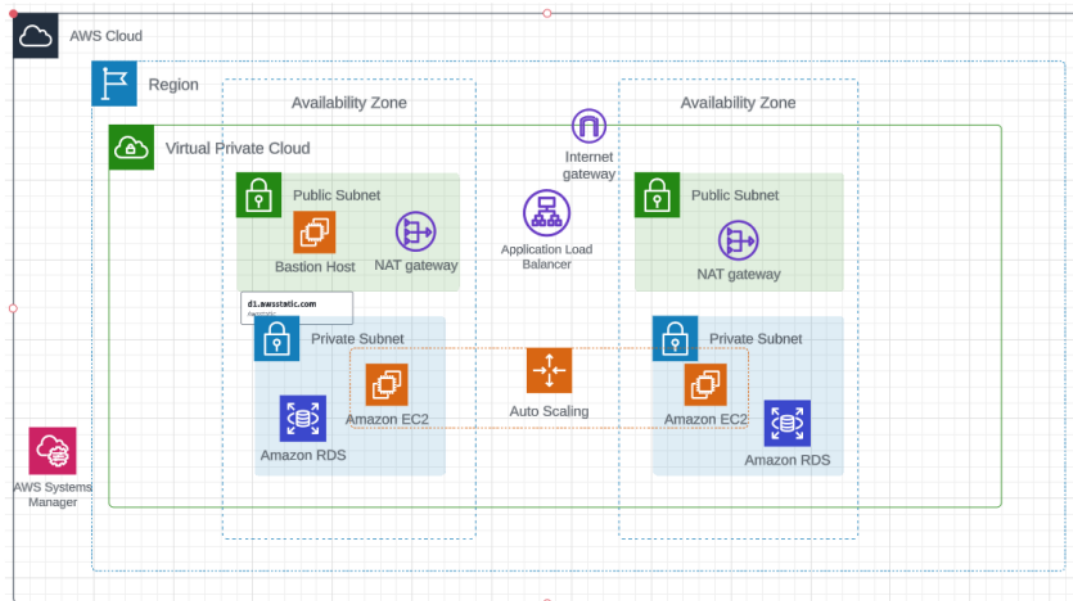 AWS Cloud
Region
Availability Zone
Availability Zone
Virtual Private Cloud
Internet
gateway
Public Subnet
Public Subnet
Bastion Host
NAT gateway
Application Load
Balancer
NAT gateway
d1.awsstatic.com
Private Subnet
Private Subnet
Amazon EC2
Auto Scaling
Amazon EC2
Amazon RDS
Amazon RDS
AWS Systems
Manager